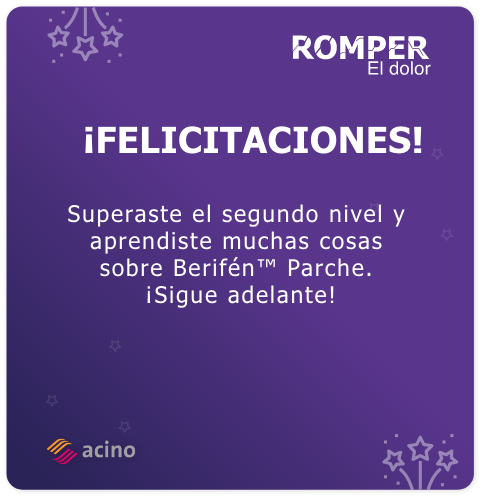 ROMPER
El dolor
¡FELICITACIONES!
Superaste el segundo nivel y
aprendiste muchas cosas
sobre Berifén™ Parche.
¡Sigue adelante!
acino